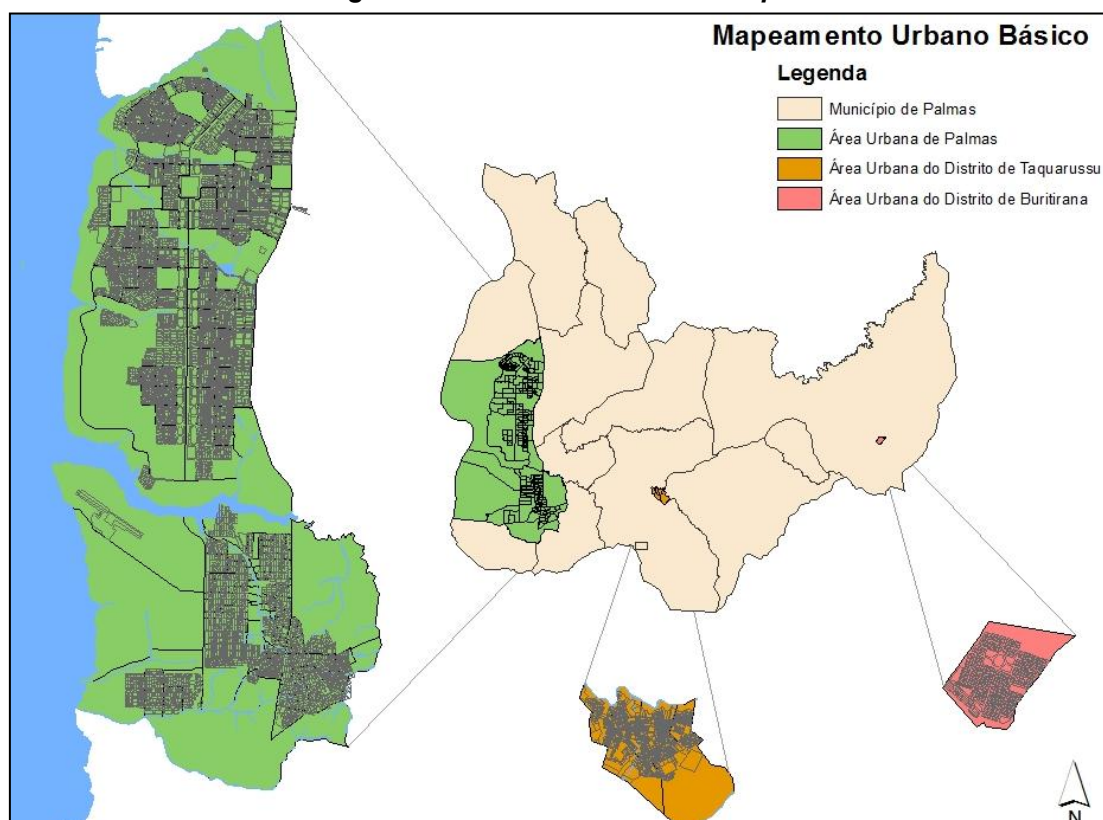 Mapeamento Urbano Básico
Legenda
Município de Palmas
Área Urbana de Palmas
Área Urbana do Distrito de Taquarussu
Área Urbana do Distrito de Buritirana
N